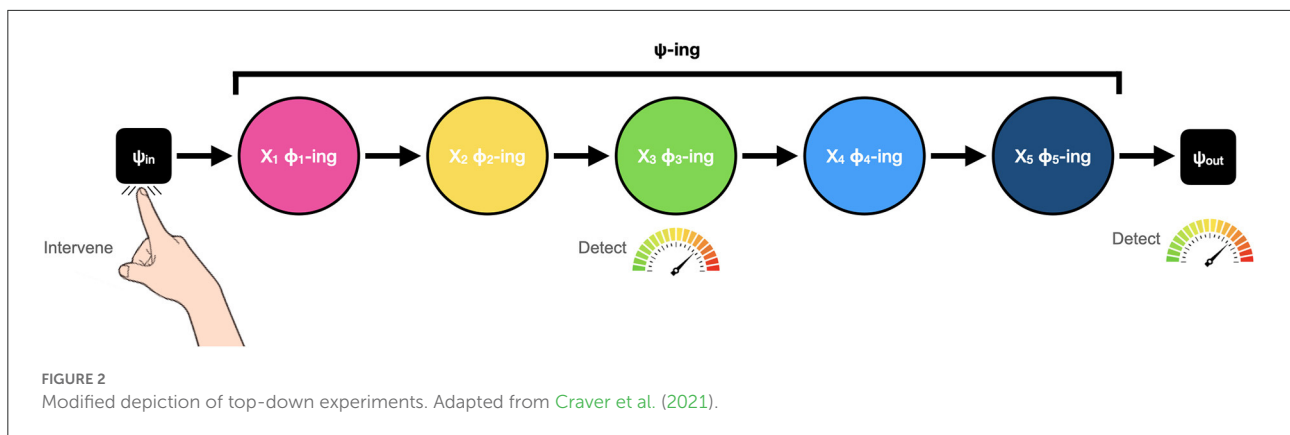 ψ-ing
ψin
X1 ϕ1-ing
X2 ϕ2-ing
X3 ϕ3-ing
X4 ϕ4-ing
X5 ϕ5-ing
ψout
Intervene
Detect
Detect
FIGURE 2
Modified depiction of top-down experiments. Adapted from Craver et al. (2021).